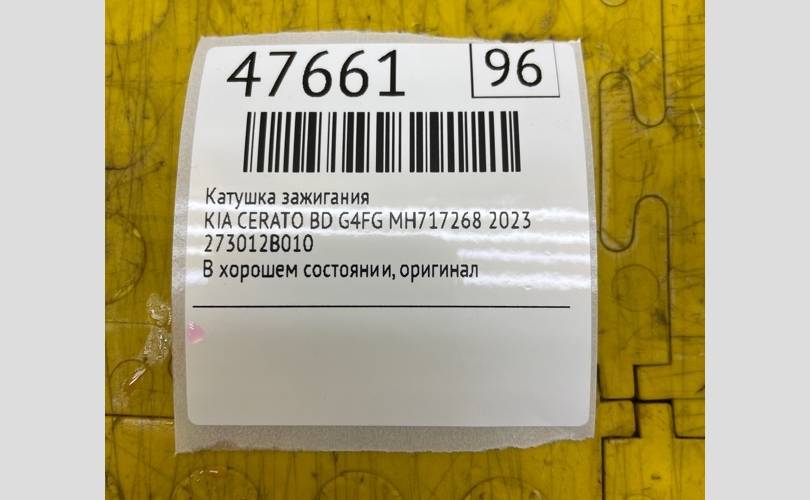 47661 96
Катушка зажигания
KIA CERATO BD G4FG MH717268 2023
273012B010
В хорошем состоянии, оригинал